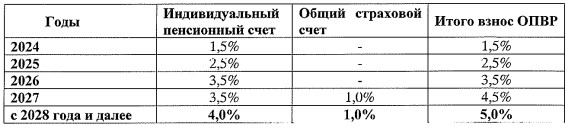 Годы Индивидуальный пенсионный счет Общий страховой счет Итого взнос ОПВР
2024 1,5% - 1,5%
2025 2,5% - 2,5%
2026 3,5% - 3,5%
2027 3,5% 1,0% 4,5%
с 2028 года и далее 4,0% 1,0% 5,0%